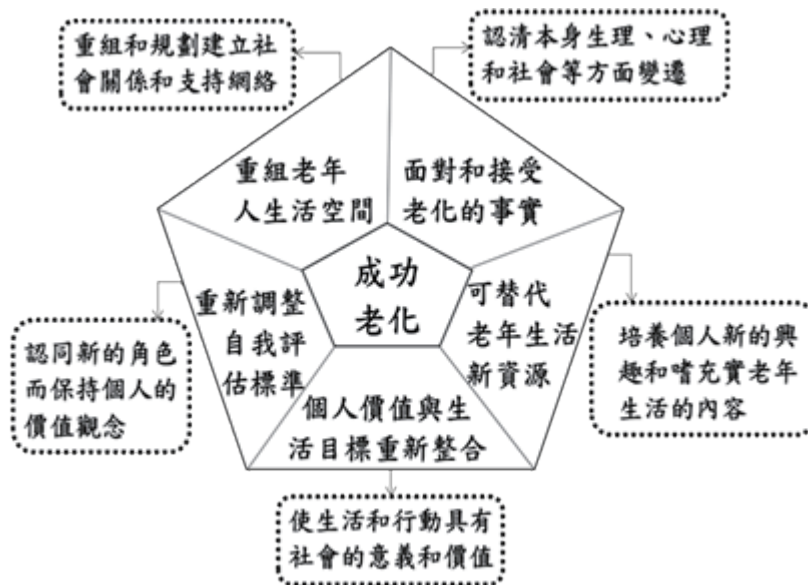 重組和規劃建立社
會關係和支持網絡
認清本身生理、心理
和社會等方面變遷
重組老年
人生活空間
面對和接受
老化的事實
成功
老化
重新調整
自我評
估標準
可替代
老年生活
新資源
認同新的角色
而保持個人的
價值觀念
培養個人新的興
趣和嗜充實老年
生活的內容
個人價值與生
活目標重新整合
使生活和行動具有
社會的意義和價值